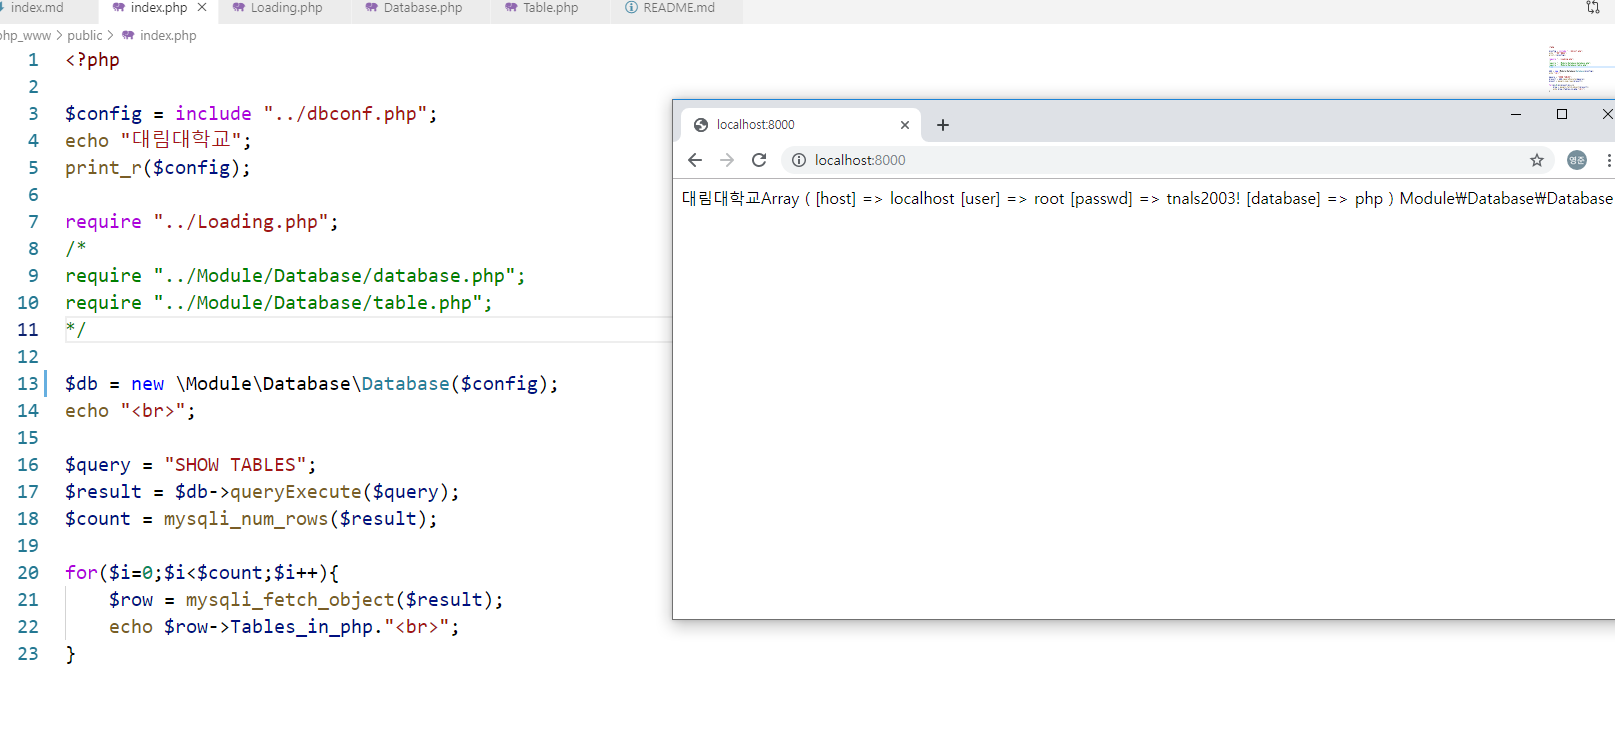 index.md index.php Loading.php Database.php Table.php README.md
php_www > public > index.php
1 <?php
2
3 $config = include "../dbconf.php";
4 echo "대림대학교";
5 print_r($config);
6
7 require "../Loading.php";
8 /*
9 require "../Module/Database/database.php";
10 require "../Module/Database/table.php";
11 */
12
13 $db = new \Module\Database\Database($config);
14 echo "<br>";
15
16 $query = "SHOW TABLES";
17 $result = $db->queryExecute($query);
18 $count = mysqli_num_rows($result);
19
20 for($i=0;$i<$count;$i++){
21 $row = mysqli_fetch_object($result);
22 echo $row->Tables_in_php."<br>";
23 }
localhost:8000
localhost:8000 영준
대림대학교Array ( [host] => localhost [user] => root [passwd] => tnals2003! [database] => php ) Module₩Database₩Database